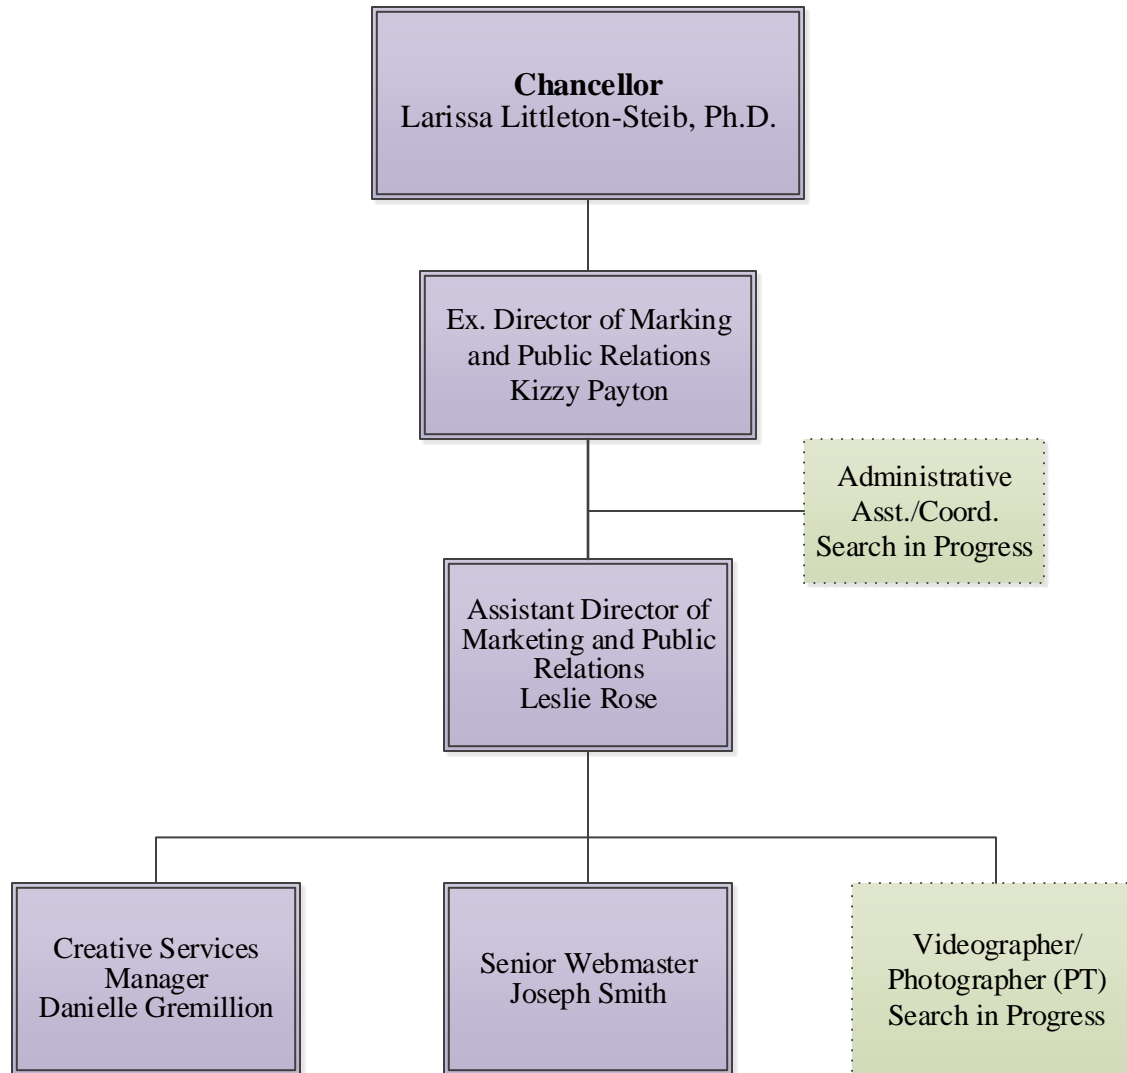 Chancellor
Larissa Littleton-Steib, Ph.D.
Ex. Director of Marking
and Public Relations
Kizzy Payton
Administrative
Asst./Coord.
Search in Progress
Assistant Director of
Marketing and Public
Relations
Leslie Rose
Creative Services
Manager
Danielle Gremillion
Senior Webmaster
Joseph Smith
Videographer/
Photographer (PT)
Search in Progress